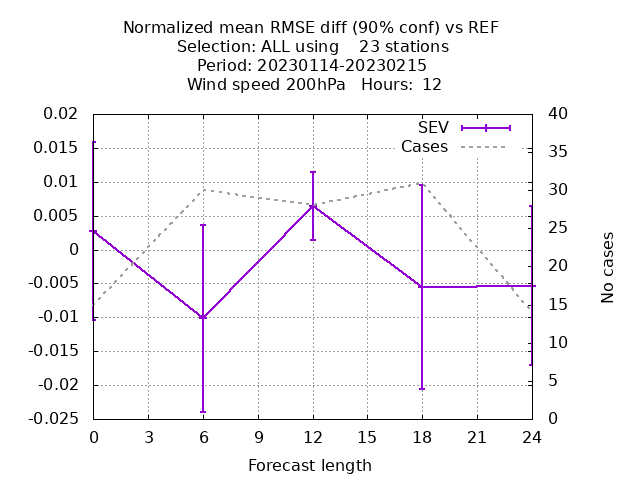 Normalized mean RMSE diff (90% conf) vs REF
Selection: ALL using    23 stations
Period: 20230114-20230215
Wind speed 200hPa   Hours:  12
SEV
Cases
0.02
0.015
0.01
0.005
0
-0.005
-0.01
-0.015
-0.02
-0.025
40
35
30
25
20
15
10
5
0
No cases
0 3 6 9 12 15 18 21 24
Forecast length